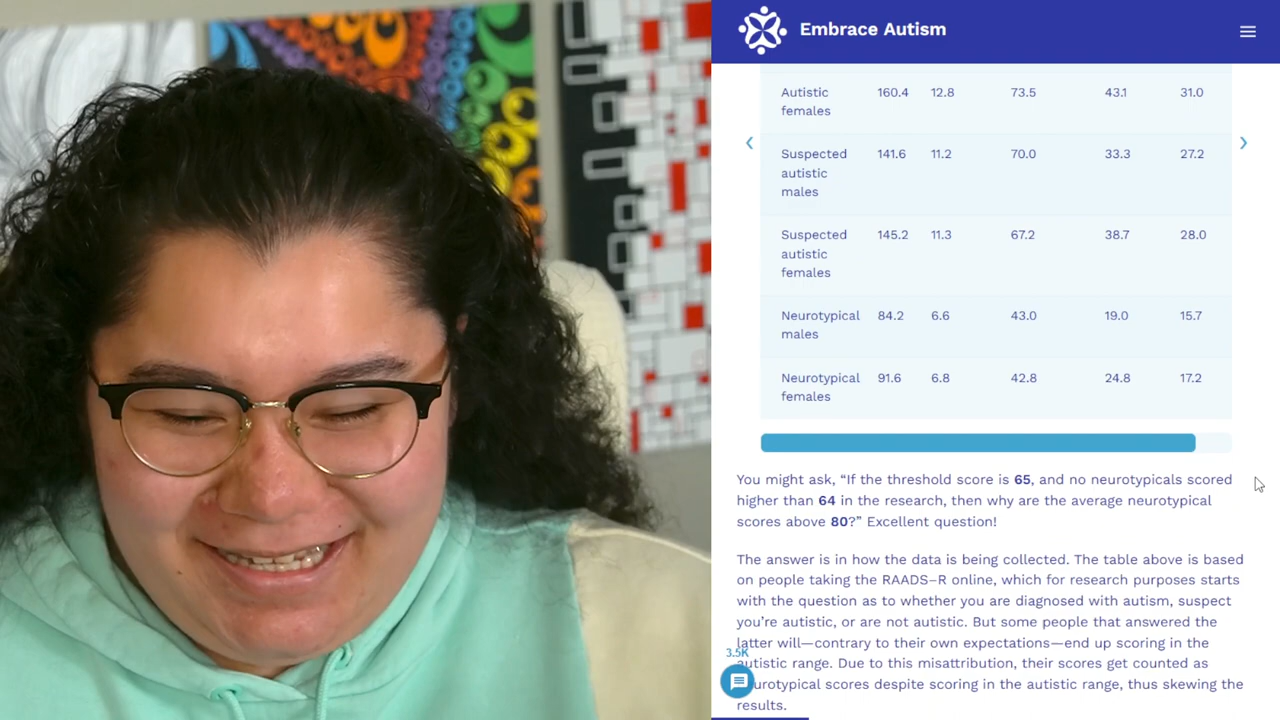 Embrace Autism
Autistic females 160.4 12.8 73.5 43.1 31.0
Suspected autistic males 141.6 11.2 70.0 33.3 27.2
Suspected autistic females 145.2 11.3 67.2 38.7 28.0
Neurotypical males 84.2 6.6 43.0 19.0 15.7
Neurotypical females 91.6 6.8 42.8 24.8 17.2
You might ask, “If the threshold score is 65, and no neurotypicals scored
higher than 64 in the research, then why are the average neurotypical
scores above 80?” Excellent question!
The answer is in how the data is being collected. The table above is based
on people taking the RAADS–R online, which for research purposes starts
with the question as to whether you are diagnosed with autism, suspect
you’re autistic, or are not autistic. But some people that answered the
latter will—contrary to their own expectations—end up scoring in the
3.5K
autistic range. Due to this misattribution, their scores get counted as
neurotypical scores despite scoring in the autistic range, thus skewing the
results.